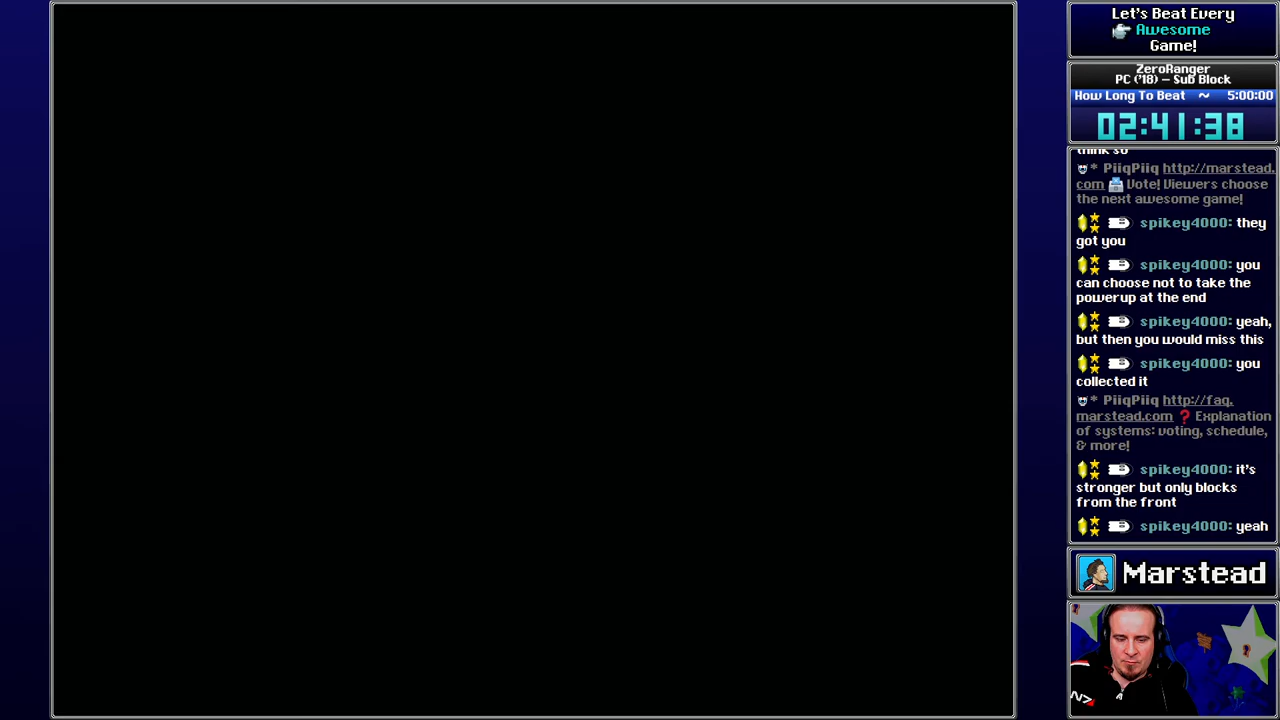 Let's Beat Every
Awesome
Game!
ZeroRanger
PC ('18) – Sub Block
How Long To Beat ~ 5:00:00
02:41:38
think so
* PiiqPiiq http://marstead.
com Vote! Viewers choose
the next awesome game!
spikey4000: they
got you
spikey4000: you
can choose not to take the
powerup at the end
spikey4000: yeah,
but then you would miss this
spikey4000: you
collected it
* PiiqPiiq http://faq.
marstead.com ❓ Explanation
of systems: voting, schedule,
& more!
spikey4000: it's
stronger but only blocks
from the front
spikey4000: yeah
Marstead
N7